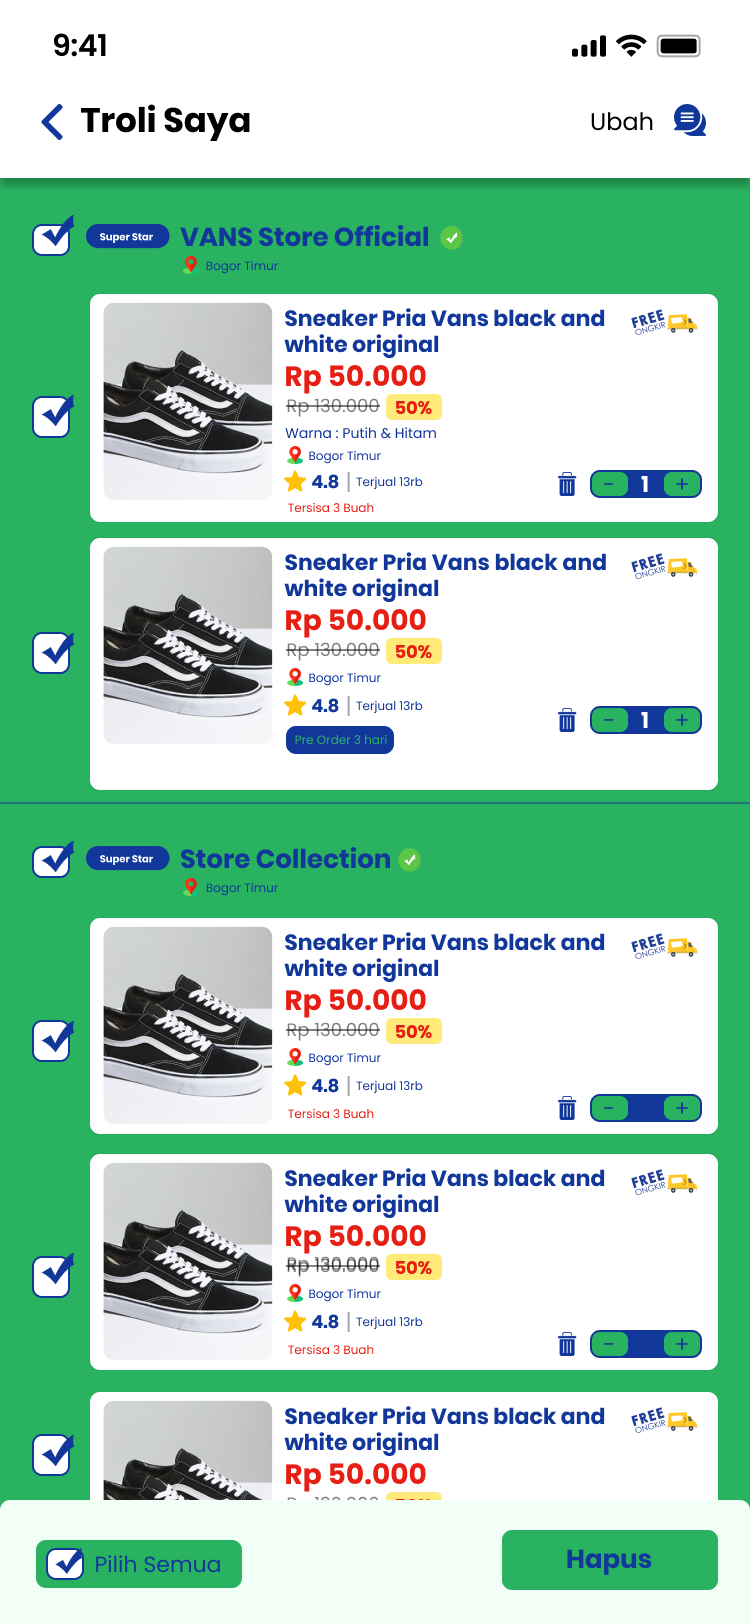 9:41
Troli Saya
Ubah
Super Star
VANS Store Official
Bogor Timur
Sneaker Pria Vans black and
white original
FREE
ONGKIR
Rp 50.000
Rp 130.000
50%
Warna : Putih & Hitam
Bogor Timur
4.8
Terjual 13rb
- 1 +
Tersisa 3 Buah
Sneaker Pria Vans black and
white original
FREE
ONGKIR
Rp 50.000
Rp 130.000
50%
Bogor Timur
4.8
Terjual 13rb
- 1 +
Pre Order 3 hari
Super Star
Store Collection
Bogor Timur
Sneaker Pria Vans black and
white original
FREE
ONGKIR
Rp 50.000
Rp 130.000
50%
Bogor Timur
4.8
Terjual 13rb
- +
Tersisa 3 Buah
Sneaker Pria Vans black and
white original
FREE
ONGKIR
Rp 50.000
Rp 130.000
50%
Bogor Timur
4.8
Terjual 13rb
- +
Tersisa 3 Buah
Sneaker Pria Vans black and
white original
FREE
ONGKIR
Rp 50.000
Pilih Semua
Hapus